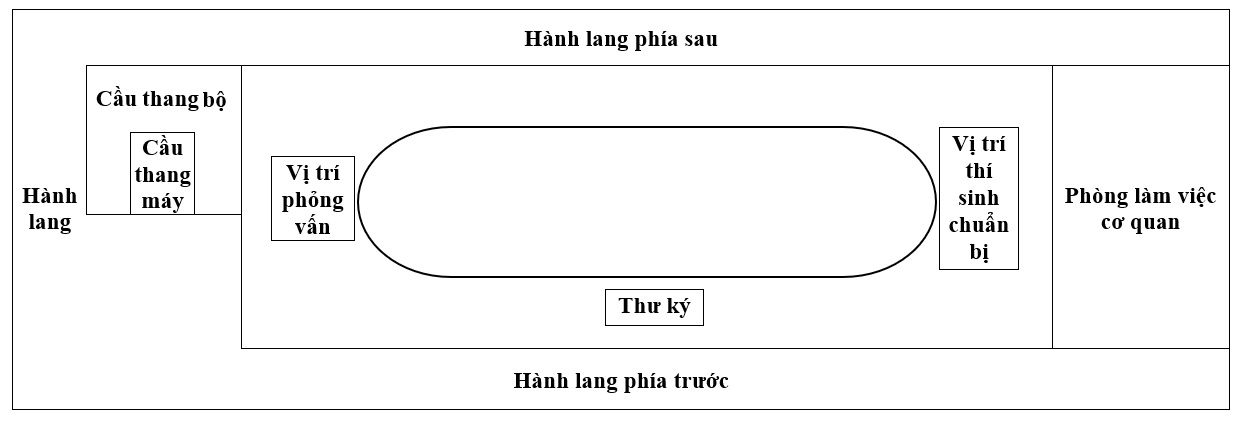 Hành lang phía sau
Cầu thang bộ
Cầu
thang
máy
Hành
lang
Vị trí
phỏng
vấn
Vị trí
thí
sinh
chuẩn
bị
Phòng làm việc
cơ quan
Thư ký
Hành lang phía trước